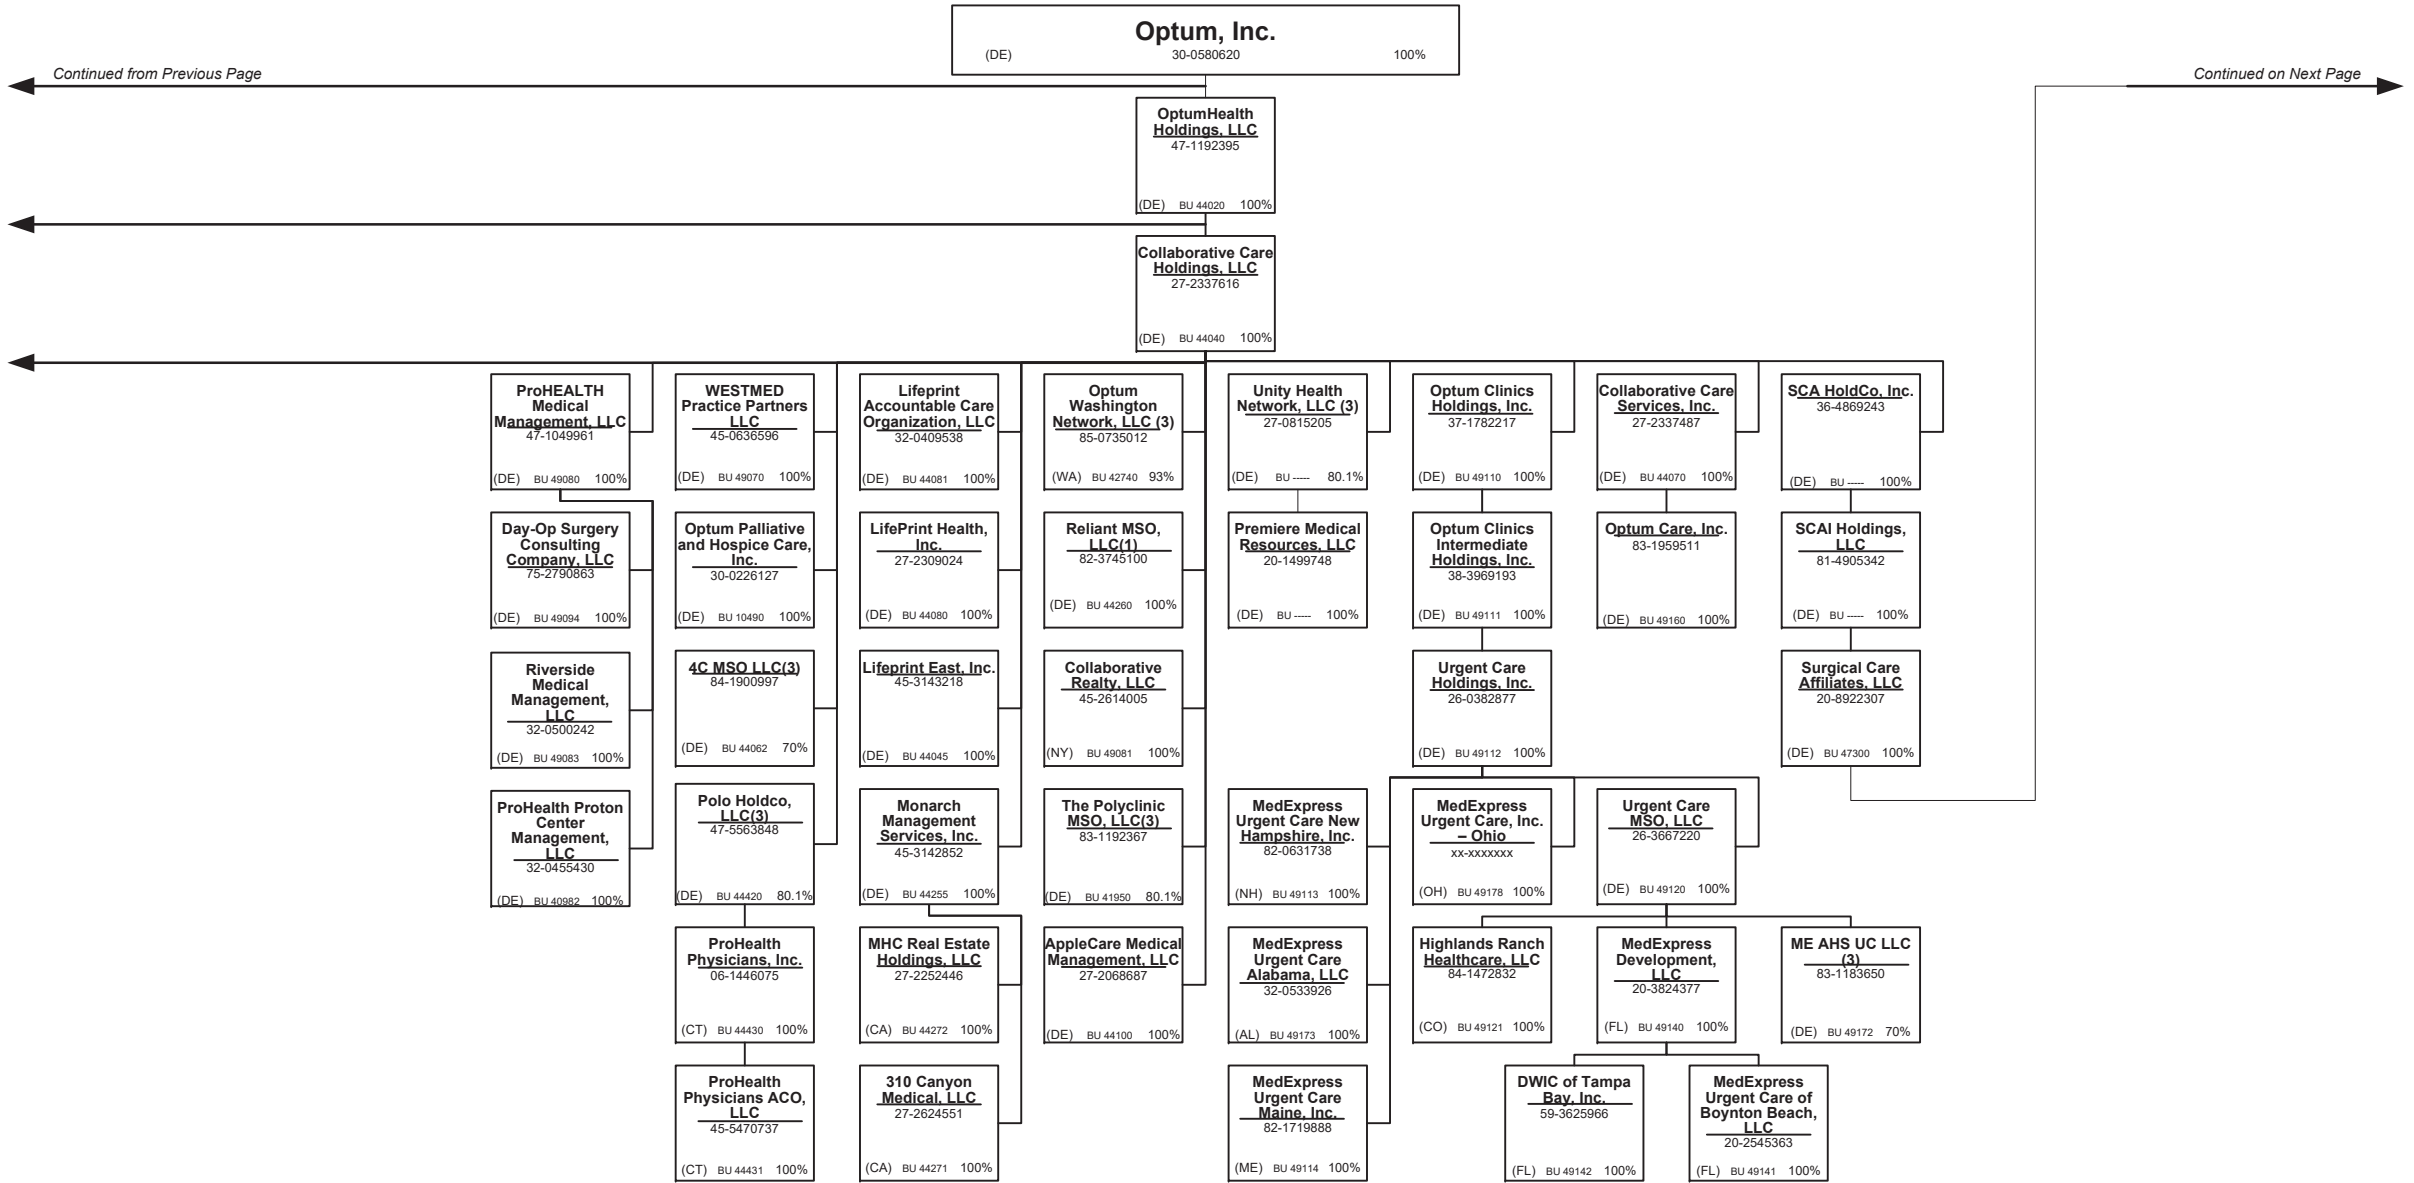 Optum, Inc.
(DE) 30-0580620 100%
Continued from Previous Page
Continued on Next Page
OptumHealth
Holdings, LLC
47-1192395
(DE) BU 44020 100%
Collaborative Care
Holdings, LLC
27-2337616
(DE) BU 44040 100%
ProHEALTH
Medical
Management, LLC
47-1049961
(DE) BU 49080 100%
WESTMED
Practice Partners
LLC
45-0636596
(DE) BU 49070 100%
Lifeprint
Accountable Care
Organization, LLC
32-0409538
(DE) BU 44081 100%
Optum
Washington
Network, LLC (3)
85-0735012
(WA) BU 42740 93%
Unity Health
Network, LLC (3)
27-0815205
(DE) BU ----- 80.1%
Optum Clinics
Holdings, Inc.
37-1782217
(DE) BU 49110 100%
Collaborative Care
Services, Inc.
27-2337487
(DE) BU 44070 100%
SCA HoldCo, Inc.
36-4869243
(DE) BU ----- 100%
Day-Op Surgery
Consulting
Company, LLC
75-2790863
(DE) BU 49094 100%
Optum Palliative
and Hospice Care,
Inc.
30-0226127
(DE) BU 10490 100%
LifePrint Health,
Inc.
27-2309024
(DE) BU 44080 100%
Reliant MSO,
LLC(1)
82-3745100
(DE) BU 44260 100%
Premiere Medical
Resources, LLC
20-1499748
(DE) BU ----- 100%
Optum Clinics
Intermediate
Holdings, Inc.
38-3969193
(DE) BU 49111 100%
Optum Care, Inc.
83-1959511
(DE) BU 49160 100%
SCAI Holdings,
LLC
81-4905342
(DE) BU ----- 100%
Riverside
Medical
Management,
LLC
32-0500242
(DE) BU 49083 100%
4C MSO LLC(3)
84-1900997
(DE) BU 44062 70%
Lifeprint East, Inc.
45-3143218
(DE) BU 44045 100%
Collaborative
Realty, LLC
45-2614005
(NY) BU 49081 100%
Urgent Care
Holdings, Inc.
26-0382877
(DE) BU 49112 100%
Surgical Care
Affiliates, LLC
20-8922307
(DE) BU 47300 100%
ProHealth Proton
Center
Management,
LLC
32-0455430
(DE) BU 40982 100%
Polo Holdco,
LLC(3)
47-5563848
(DE) BU 44420 80.1%
Monarch
Management
Services, Inc.
45-3142852
(DE) BU 44255 100%
The Polyclinic
MSO, LLC(3)
83-1192367
(DE) BU 41950 80.1%
MedExpress
Urgent Care New
Hampshire, Inc.
82-0631738
(NH) BU 49113 100%
MedExpress
Urgent Care, Inc.
– Ohio
xx-xxxxxxx
(OH) BU 49178 100%
Urgent Care
MSO, LLC
26-3667220
(DE) BU 49120 100%
ProHealth
Physicians, Inc.
06-1446075
(CT) BU 44430 100%
MHC Real Estate
Holdings, LLC
27-2252446
(CA) BU 44272 100%
AppleCare Medical
Management, LLC
27-2068687
(DE) BU 44100 100%
MedExpress
Urgent Care
Alabama, LLC
32-0533926
(AL) BU 49173 100%
Highlands Ranch
Healthcare, LLC
84-1472832
(CO) BU 49121 100%
MedExpress
Development,
LLC
20-3824377
(FL) BU 49140 100%
ME AHS UC LLC
(3)
83-1183650
(DE) BU 49172 70%
ProHealth
Physicians ACO,
LLC
45-5470737
(CT) BU 44431 100%
310 Canyon
Medical, LLC
27-2624551
(CA) BU 44271 100%
MedExpress
Urgent Care
Maine, Inc.
82-1719888
(ME) BU 49114 100%
DWIC of Tampa
Bay, Inc.
59-3625966
(FL) BU 49142 100%
MedExpress
Urgent Care of
Boynton Beach,
LLC
20-2545363
(FL) BU 49141 100%